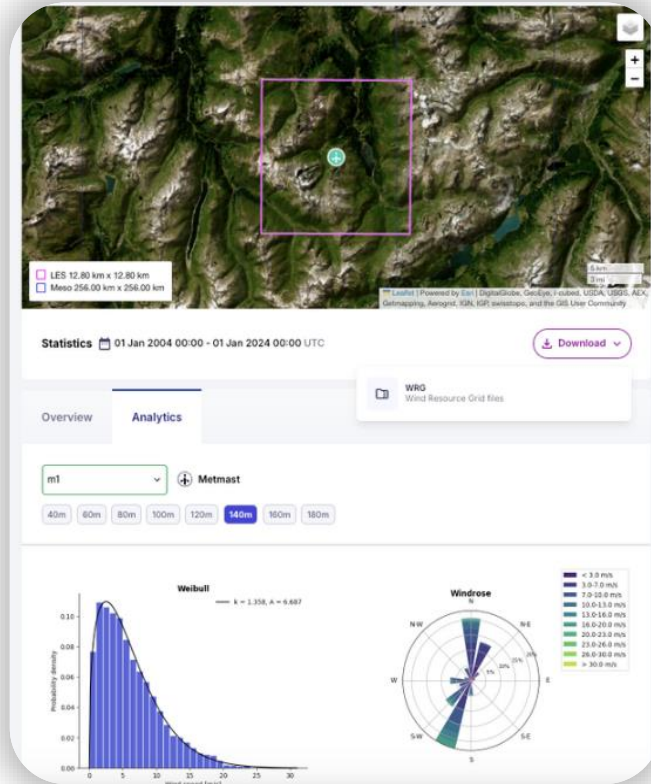 +
−
LES 12.80 km x 12.80 km
Meso 256.00 km x 256.00 km
5 km
3 mi
Leaflet | Powered by Esri | DigitalGlobe, GeoEye, i-cubed, USDA, USGS, AEX,
Getmapping, Aerogrid, IGN, IGP, swisstopo, and the GIS User Community
Statistics 01 Jan 2004 00:00 - 01 Jan 2024 00:00 UTC
Download
WRG
Wind Resource Grid files
Overview Analytics
m1 Metmast
40m 60m 80m 100m 120m 140m 160m 180m
Weibull
k = 1.358, A = 6.687
Probability density
0.10
0.08
0.06
0.04
0.02
0.00
0 5 10 15 20 25 30
Windrose
N
N-W N-E
W E
S-W S-E
S
5% 10% 15% 20%
< 3.0 m/s
3.0-7.0 m/s
7.0-10.0 m/s
10.0-13.0 m/s
13.0-16.0 m/s
16.0-20.0 m/s
20.0-23.0 m/s
23.0-26.0 m/s
26.0-30.0 m/s
> 30.0 m/s